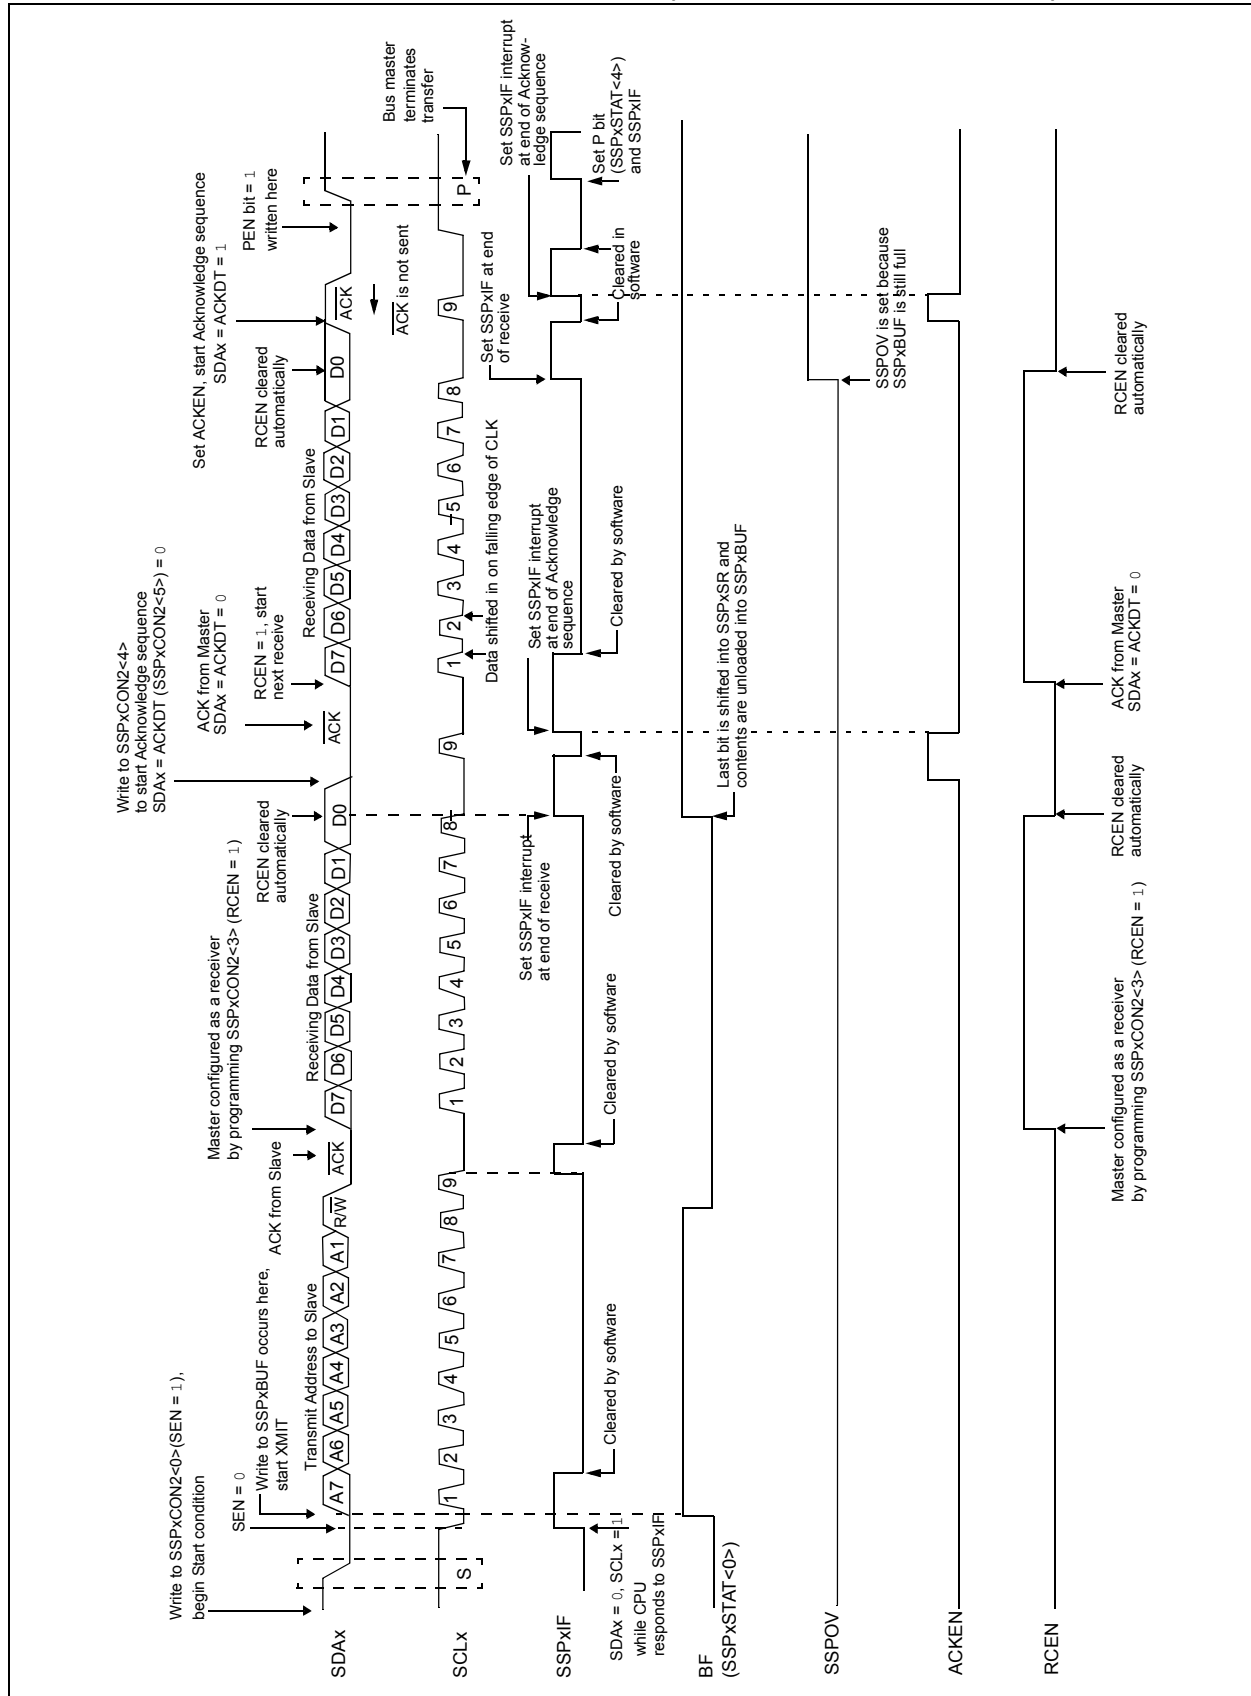 Write to SSPxCON2<0>(SEN = 1),
begin Start condition
SEN = 0
Write to SSPxBUF occurs here,
start XMIT
ACK from Slave
Master configured as a receiver
by programming SSPxCON2<3> (RCEN = 1)
RCEN cleared
automatically
Write to SSPxCON2<4>
to start Acknowledge sequence
SDAx = ACKDT (SSPxCON2<5>) = 0
ACK from Master
SDAx = ACKDT = 0
RCEN = 1, start
next receive
RCEN cleared
automatically
Set ACKEN, start Acknowledge sequence
SDAx = ACKDT = 1
PEN bit = 1
written here
Transmit Address to Slave
Receiving Data from Slave
Receiving Data from Slave
SDAx
A7 A6 A5 A4 A3 A2 A1 R/W ACK D7 D6 D5 D4 D3 D2 D1 D0 ACK D7 D6 D5 D4 D3 D2 D1 D0 ACK
ACK is not sent
Bus master
terminates
transfer
SCLx
S 1 2 3 4 5 6 7 8 9 1 2 3 4 5 6 7 8 9 1 2 3 4 5 6 7 8 9 P
Data shifted in on falling edge of CLK
Set SSPxIF interrupt
at end of receive
Set SSPxIF interrupt
at end of Acknowledge
sequence
Set SSPxIF at end
of receive
Set SSPxIF interrupt
at end of Acknow-
ledge sequence
SSPxIF
SDAx = 0, SCLx = 1
while CPU
responds to SSPxIF
Cleared by software
Cleared by software
Cleared by software
Cleared by software
Cleared in
software
Set P bit
(SSPxSTAT<4>)
and SSPxIF
BF
(SSPxSTAT<0>)
Last bit is shifted into SSPxSR and
contents are unloaded into SSPxBUF
SSPOV
SSPOV is set because
SSPxBUF is still full
ACKEN
RCEN
Master configured as a receiver
by programming SSPxCON2<3> (RCEN = 1)
RCEN cleared
automatically
ACK from Master
SDAx = ACKDT = 0
RCEN cleared
automatically